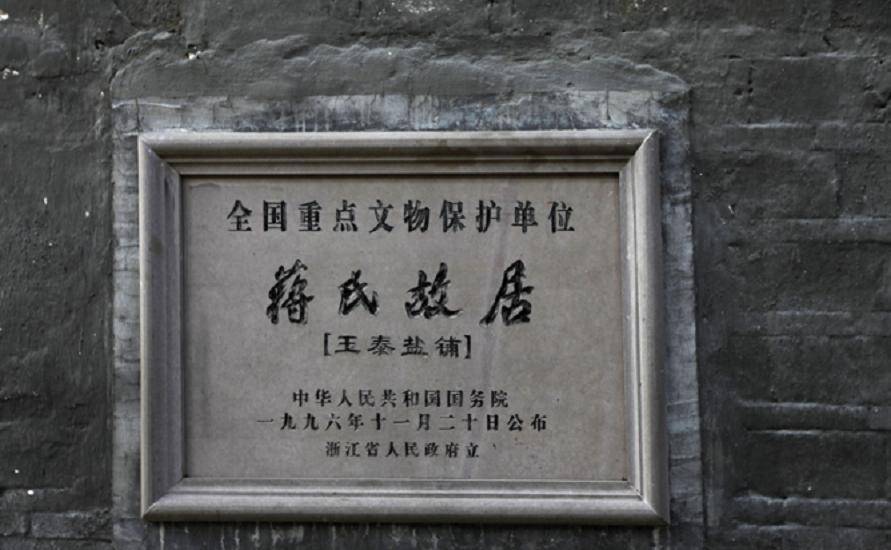 全国重点文物保护单位
蒋氏故居
[玉泰盐铺]
中华人民共和国国务院
一九九六年十一月二十日公布
浙江省人民政府立